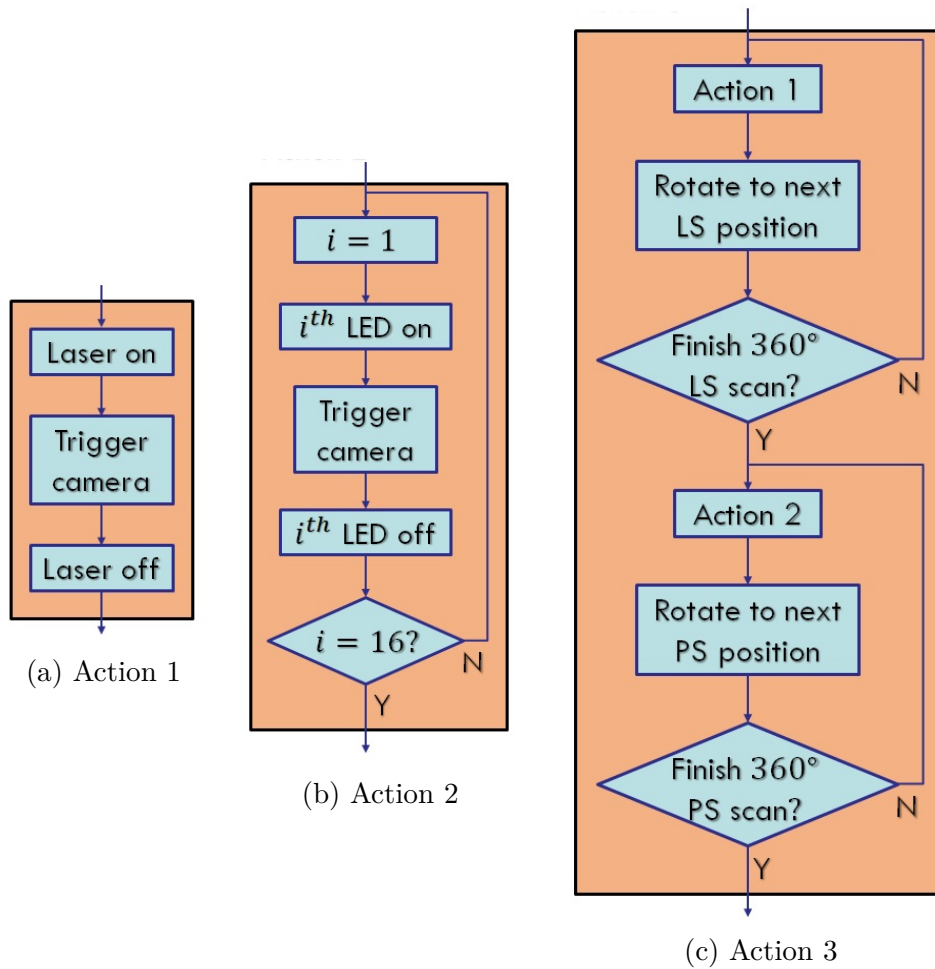 Laser on
Trigger
camera
Laser off
(a) Action 1
i = 1
i^th LED on
Trigger
camera
i^th LED off
i = 16?
N
Y
(b) Action 2
Action 1
Rotate to next
LS position
Finish 360°
LS scan?
N
Y
Action 2
Rotate to next
PS position
Finish 360°
PS scan?
N
Y
(c) Action 3